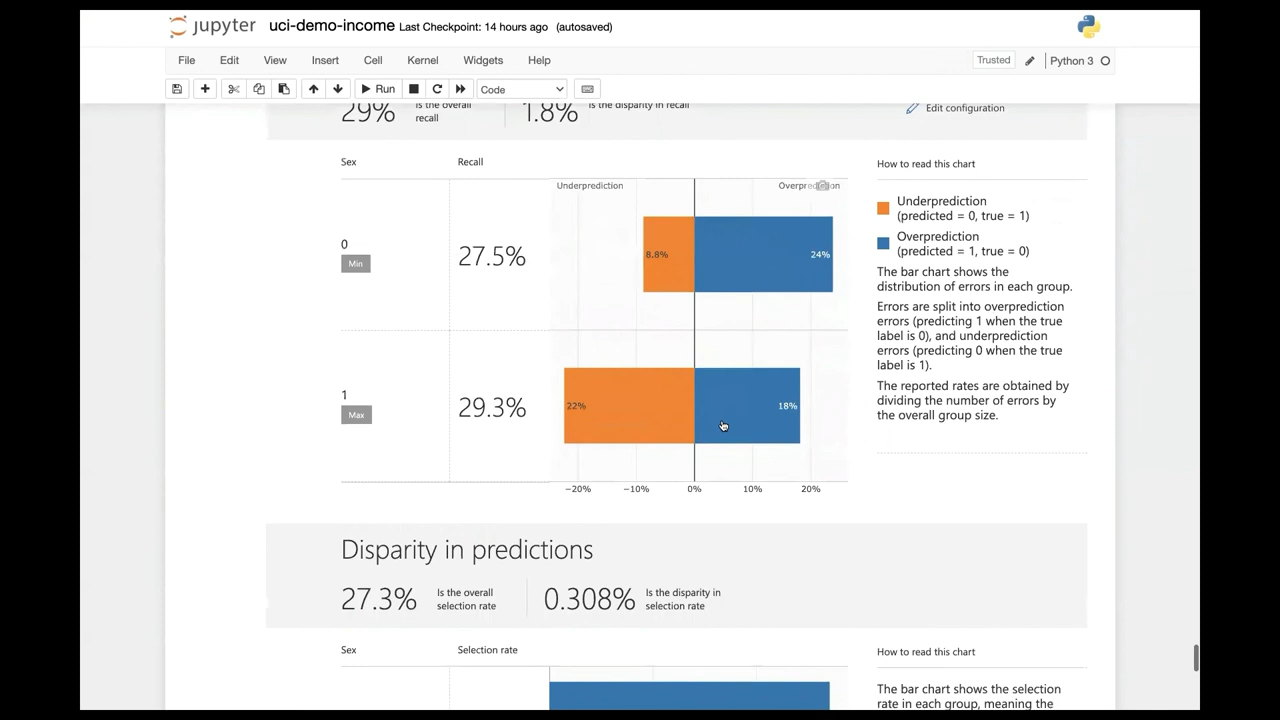 jupyter uci-demo-income Last Checkpoint: 14 hours ago (autosaved)
File Edit View Insert Cell Kernel Widgets Help Trusted Python 3
Run Code
29% Is the overall recall 1.8% Is the disparity in recall Edit configuration
Sex Recall How to read this chart
Underprediction
0
Min
27.5%
8.8% 24%
1
Max
29.3%
22% 18%
−20% −10% 0% 10% 20%
Underprediction
(predicted = 0, true = 1)
Overprediction
(predicted = 1, true = 0)
The bar chart shows the
distribution of errors in each group.
Errors are split into overprediction
errors (predicting 1 when the true
label is 0), and underprediction
errors (predicting 0 when the true
label is 1).
The reported rates are obtained by
dividing the number of errors by
the overall group size.
Disparity in predictions
27.3% Is the overall selection rate 0.308% Is the disparity in selection rate
Sex Selection rate How to read this chart
The bar chart shows the selection
rate in each group, meaning the